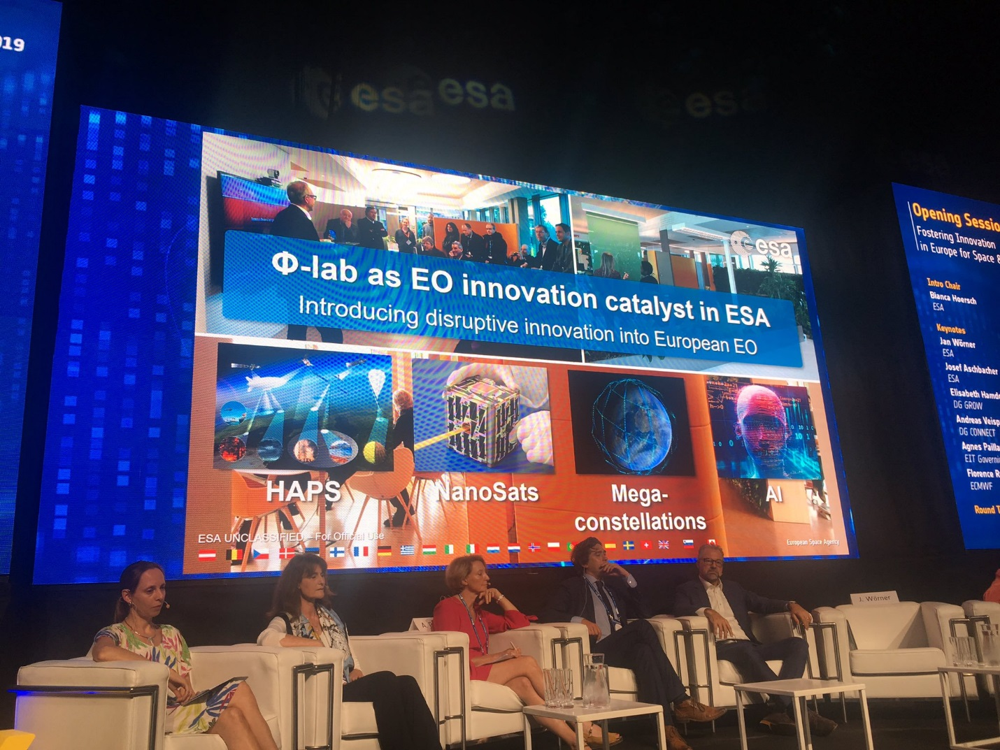 019
esa esa
esa
esa
Φ-lab as EO innovation catalyst in ESA
Introducing disruptive innovation into European EO
HAPS
NanoSats
Mega-
constellations
AI
ESA UNCLASSIFIED - For Official Use
European Space Agency
Opening Sessio
Fostering Innovation
in Europe for Space &
Intro Chair
Bianca Hoersch
ESA
Keynotes
Jan Wörner
ESA
Josef Aschbacher
ESA
Elisabeth Hamd
DG GROW
Andreas Veisp
DG CONNECT
Agnes Pailla
EIT Governi
Florence R
ECMWF
Round T
J. Wörner